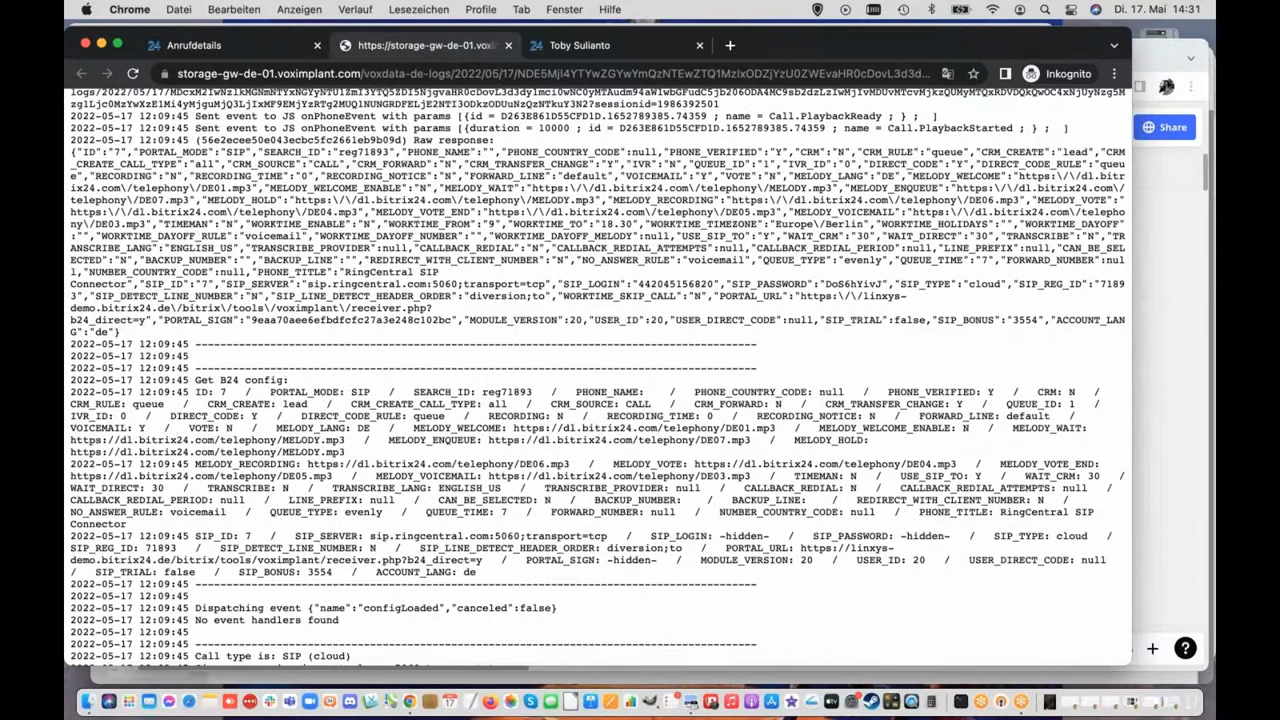 Chrome Datei Bearbeiten Anzeigen Verlauf Lesezeichen Profile Tab Fenster Hilfe Di. 17. Mai 14:31
24 Anrufdetails × https://storage-gw-de-01.voxim × 24 Toby Sulianto × +
storage-gw-de-01.voximplant.com/voxdata-de-logs/2022/05/17/ Inkognito
Share
2022-05-17 12:09:45 Sent event to JS onPhoneEvent with params [{id = D263E861D55CFD1D.1652789385.74359 ; name = Call.PlaybackReady ; } ; ]
2022-05-17 12:09:45 Sent event to JS onPhoneEvent with params [{duration = 10000 ; id = D263E861D55CFD1D.1652789385.74359 ; name = Call.PlaybackStarted ; } ; ]
2022-05-17 12:09:45 (56e2ecee50e043ecbc5fc2661eb9b09d) Raw response:
{"ID":"7","PORTAL_MODE":"SIP","SEARCH_ID":"reg71893","PHONE_NAME":"","PHONE_COUNTRY_CODE":null,"PHONE_VERIFIED":"Y","CRM":"N","CRM_RULE":"queue","CRM_CREATE":"lead","CRM
_CREATE_CALL_TYPE":"all","CRM_SOURCE":"CALL","CRM_FORWARD":"N","CRM_TRANSFER_CHANGE":"Y","IVR":"N","QUEUE_ID":"1","IVR_ID":"0","DIRECT_CODE":"Y","DIRECT_CODE_RULE":"queu
e","RECORDING":"N","RECORDING_TIME":"0","RECORDING_NOTICE":"N","FORWARD_LINE":"default","VOICEMAIL":"Y","VOTE":"N","MELODY_LANG":"DE","MELODY_WELCOME":"https:\/\/dl.bitr
ix24.com\/telephony\/DE01.mp3","MELODY_WELCOME_ENABLE":"N","MELODY_WAIT":"https:\/\/dl.bitrix24.com\/telephony\/MELODY.mp3","MELODY_ENQUEUE":"https:\/\/dl.bitrix24.com\/
telephony\/DE07.mp3","MELODY_HOLD":"https:\/\/dl.bitrix24.com\/telephony\/MELODY.mp3","MELODY_RECORDING":"https:\/\/dl.bitrix24.com\/telephony\/DE06.mp3","MELODY_VOTE":"
https:\/\/dl.bitrix24.com\/telephony\/DE04.mp3","MELODY_VOTE_END":"https:\/\/dl.bitrix24.com\/telephony\/DE05.mp3","MELODY_VOICEMAIL":"https:\/\/dl.bitrix24.com\/telepho
ny\/DE03.mp3","TIMEMAN":"N","WORKTIME_ENABLE":"N","WORKTIME_FROM":"9","WORKTIME_TO":"18.30","WORKTIME_TIMEZONE":"Europe\/Berlin","WORKTIME_HOLIDAYS":"","WORKTIME_DAYOFF"
:"","WORKTIME_DAYOFF_RULE":"voicemail","WORKTIME_DAYOFF_NUMBER":"","WORKTIME_DAYOFF_MELODY":null,"USE_SIP_TO":"Y","WAIT_CRM":"30","WAIT_DIRECT":"30","TRANSCRIBE":"N","TR
ANSCRIBE_LANG":"ENGLISH_US","TRANSCRIBE_PROVIDER":null,"CALLBACK_REDIAL":"N","CALLBACK_REDIAL_ATTEMPTS":null,"CALLBACK_REDIAL_PERIOD":null,"LINE_PREFIX":null,"CAN_BE_SEL
ECTED":"N","BACKUP_NUMBER":"","BACKUP_LINE":"","REDIRECT_WITH_CLIENT_NUMBER":"N","NO_ANSWER_RULE":"voicemail","QUEUE_TYPE":"evenly","QUEUE_TIME":"7","FORWARD_NUMBER":nul
l,"NUMBER_COUNTRY_CODE":null,"PHONE_TITLE":"RingCentral SIP
Connector","SIP_ID":"7","SIP_SERVER":"sip.ringcentral.com:5060;transport=tcp","SIP_LOGIN":"442045156820","SIP_PASSWORD":"DoS6hYivJ","SIP_TYPE":"cloud","SIP_REG_ID":"7189
3","SIP_DETECT_LINE_NUMBER":"N","SIP_LINE_DETECT_HEADER_ORDER":"diversion;to","WORKTIME_SKIP_CALL":"N","PORTAL_URL":"https:\/\/linxys-
demo.bitrix24.de\/bitrix\/tools\/voximplant\/receiver.php?
b24_direct=y","PORTAL_SIGN":"9eaa70aee6efbdfcfc27a3e248c102bc","MODULE_VERSION":20,"USER_ID":20,"USER_DIRECT_CODE":null,"SIP_TRIAL":false,"SIP_BONUS":"3554","ACCOUNT_LAN
G":"de"}
2022-05-17 12:09:45 ------------------------------------------------------------------------
2022-05-17 12:09:45
2022-05-17 12:09:45 ------------------------------------------------------------------------
2022-05-17 12:09:45 Get B24 config:
2022-05-17 12:09:45 ID: 7 / PORTAL_MODE: SIP / SEARCH_ID: reg71893 / PHONE_NAME: / PHONE_COUNTRY_CODE: null / PHONE_VERIFIED: Y / CRM: N /
CRM_RULE: queue / CRM_CREATE: lead / CRM_CREATE_CALL_TYPE: all / CRM_SOURCE: CALL / CRM_FORWARD: N / CRM_TRANSFER_CHANGE: Y / QUEUE_ID: 1 /
IVR_ID: 0 / DIRECT_CODE: Y / DIRECT_CODE_RULE: queue / RECORDING: N / RECORDING_TIME: 0 / RECORDING_NOTICE: N / FORWARD_LINE: default /
VOICEMAIL: Y / VOTE: N / MELODY_LANG: DE / MELODY_WELCOME: https://dl.bitrix24.com/telephony/DE01.mp3 / MELODY_WELCOME_ENABLE: N / MELODY_WAIT:
https://dl.bitrix24.com/telephony/MELODY.mp3 / MELODY_ENQUEUE: https://dl.bitrix24.com/telephony/DE07.mp3 / MELODY_HOLD:
https://dl.bitrix24.com/telephony/MELODY.mp3
2022-05-17 12:09:45 MELODY_RECORDING: https://dl.bitrix24.com/telephony/DE06.mp3 / MELODY_VOTE: https://dl.bitrix24.com/telephony/DE04.mp3 / MELODY_VOTE_END:
https://dl.bitrix24.com/telephony/DE05.mp3 / MELODY_VOICEMAIL: https://dl.bitrix24.com/telephony/DE03.mp3 / TIMEMAN: N / USE_SIP_TO: Y / WAIT_CRM: 30 /
WAIT_DIRECT: 30 / TRANSCRIBE: N / TRANSCRIBE_LANG: ENGLISH_US / TRANSCRIBE_PROVIDER: null / CALLBACK_REDIAL: N / CALLBACK_REDIAL_ATTEMPTS: null /
CALLBACK_REDIAL_PERIOD: null / LINE_PREFIX: null / CAN_BE_SELECTED: N / BACKUP_NUMBER: / BACKUP_LINE: / REDIRECT_WITH_CLIENT_NUMBER: N /
NO_ANSWER_RULE: voicemail / QUEUE_TYPE: evenly / QUEUE_TIME: 7 / FORWARD_NUMBER: null / NUMBER_COUNTRY_CODE: null / PHONE_TITLE: RingCentral SIP
Connector
2022-05-17 12:09:45 SIP_ID: 7 / SIP_SERVER: sip.ringcentral.com:5060;transport=tcp / SIP_LOGIN: -hidden- / SIP_PASSWORD: -hidden- / SIP_TYPE: cloud /
SIP_REG_ID: 71893 / SIP_DETECT_LINE_NUMBER: N / SIP_LINE_DETECT_HEADER_ORDER: diversion;to / PORTAL_URL: https://linxys-
demo.bitrix24.de/bitrix/tools/voximplant/receiver.php?b24_direct=y / PORTAL_SIGN: -hidden- / MODULE_VERSION: 20 / USER_ID: 20 / USER_DIRECT_CODE: null
/ SIP_TRIAL: false / SIP_BONUS: 3554 / ACCOUNT_LANG: de
2022-05-17 12:09:45 ------------------------------------------------------------------------
2022-05-17 12:09:45
2022-05-17 12:09:45 Dispatching event {"name":"configLoaded","canceled":false}
2022-05-17 12:09:45 No event handlers found
2022-05-17 12:09:45
2022-05-17 12:09:45 ------------------------------------------------------------------------
2022-05-17 12:09:45 Call type is: SIP (cloud)